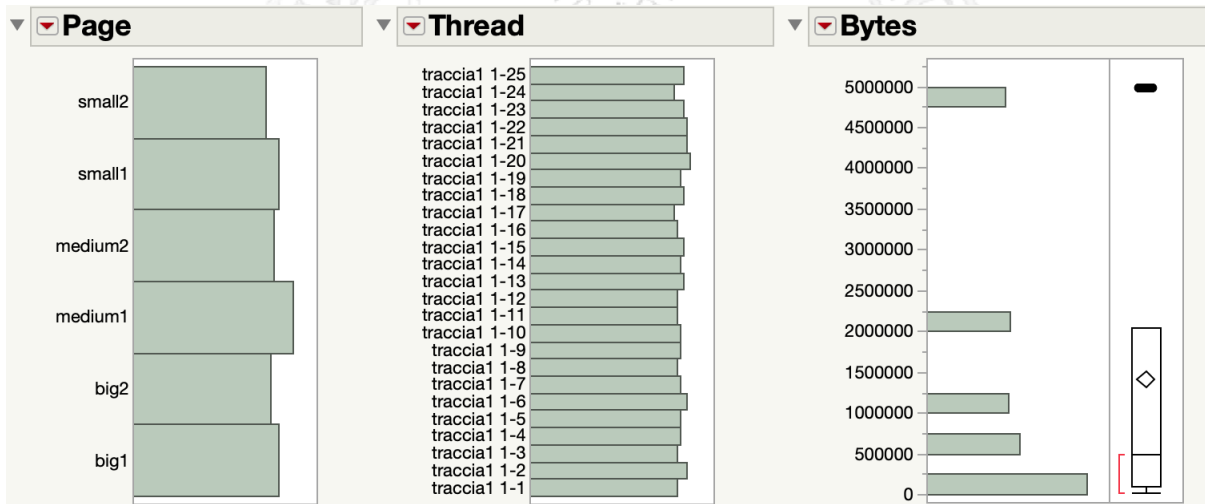 Page
small2
small1
medium2
medium1
big2
big1
Thread
traccia1 1-25
traccia1 1-24
traccia1 1-23
traccia1 1-22
traccia1 1-21
traccia1 1-20
traccia1 1-19
traccia1 1-18
traccia1 1-17
traccia1 1-16
traccia1 1-15
traccia1 1-14
traccia1 1-13
traccia1 1-12
traccia1 1-11
traccia1 1-10
traccia1 1-9
traccia1 1-8
traccia1 1-7
traccia1 1-6
traccia1 1-5
traccia1 1-4
traccia1 1-3
traccia1 1-2
traccia1 1-1
Bytes
5000000
4500000
4000000
3500000
3000000
2500000
2000000
1500000
1000000
500000
0